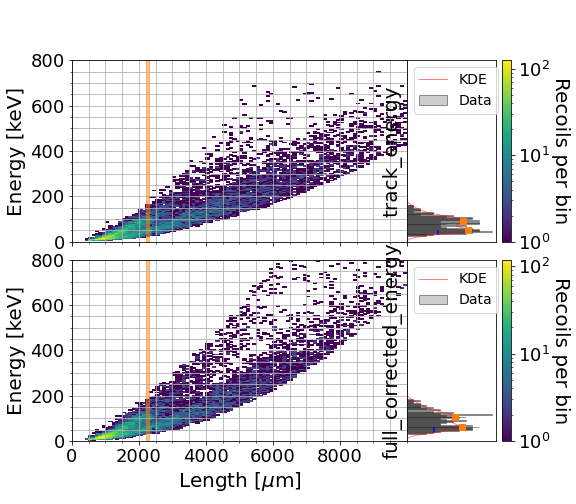 Energy [keV]
800
600
400
200
0
track_energy
KDE
Data
10²
10¹
10⁰
Recoils per bin
Energy [keV]
800
600
400
200
0
0
2000
4000
6000
8000
Length [μm]
full_corrected_energy
KDE
Data
10²
10¹
10⁰
Recoils per bin